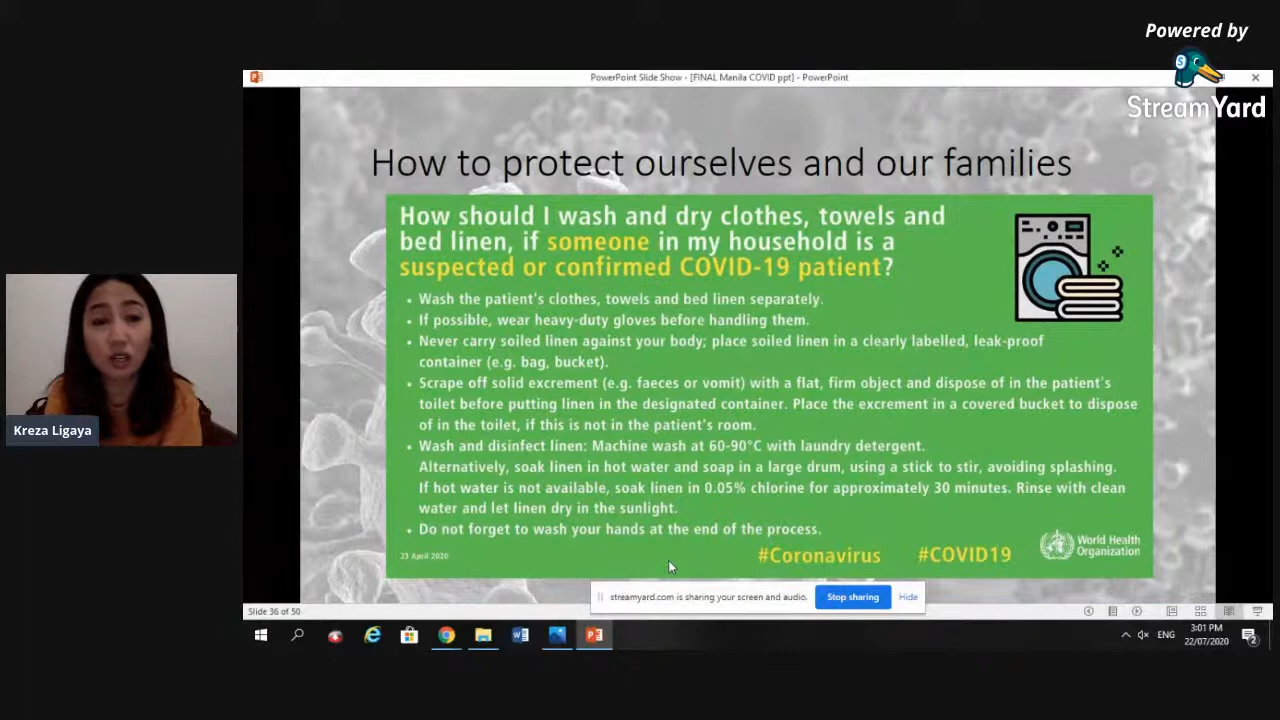 Powered by
StreamYard
PowerPoint Slide Show - [FINAL Manila COVID ppt] - PowerPoint
How to protect ourselves and our families
How should I wash and dry clothes, towels and
bed linen, if someone in my household is a
suspected or confirmed COVID-19 patient?
• Wash the patient's clothes, towels and bed linen separately.
• If possible, wear heavy-duty gloves before handling them.
• Never carry soiled linen against your body; place soiled linen in a clearly labelled, leak-proof
container (e.g. bag, bucket).
• Scrape off solid excrement (e.g. faeces or vomit) with a flat, firm object and dispose of in the patient's
toilet before putting linen in the designated container. Place the excrement in a covered bucket to dispose
of in the toilet, if this is not in the patient's room.
• Wash and disinfect linen: Machine wash at 60-90°C with laundry detergent.
Alternatively, soak linen in hot water and soap in a large drum, using a stick to stir, avoiding splashing.
If hot water is not available, soak linen in 0.05% chlorine for approximately 30 minutes. Rinse with clean
water and let linen dry in the sunlight.
• Do not forget to wash your hands at the end of the process.
23 April 2020
#Coronavirus #COVID19
World Health
Organization
Kreza Ligaya
streamyard.com is sharing your screen and audio.
Stop sharing
Hide
Slide 36 of 50
ENG
3:01 PM
22/07/2020
2